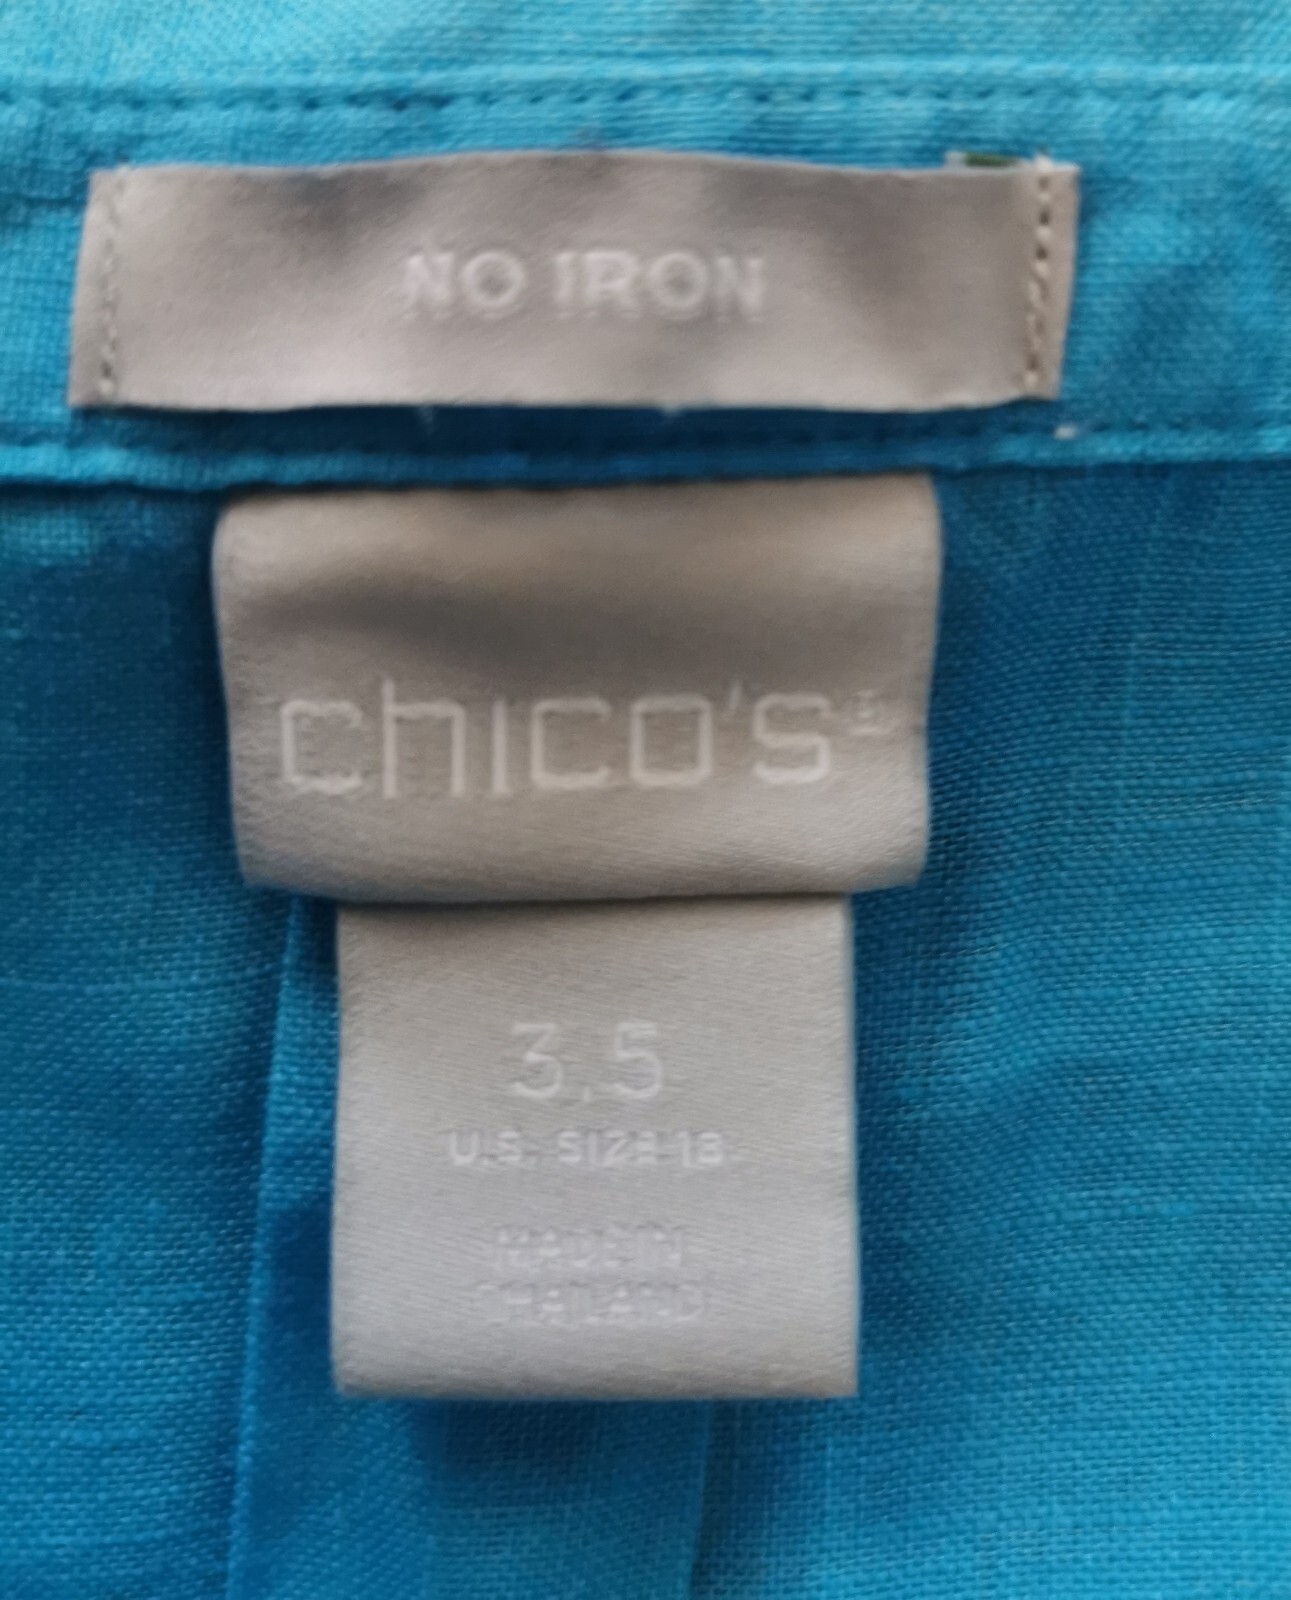 NO IRON
chico's®
3.5
U.S. SIZE 18
MADE IN
THAILAND